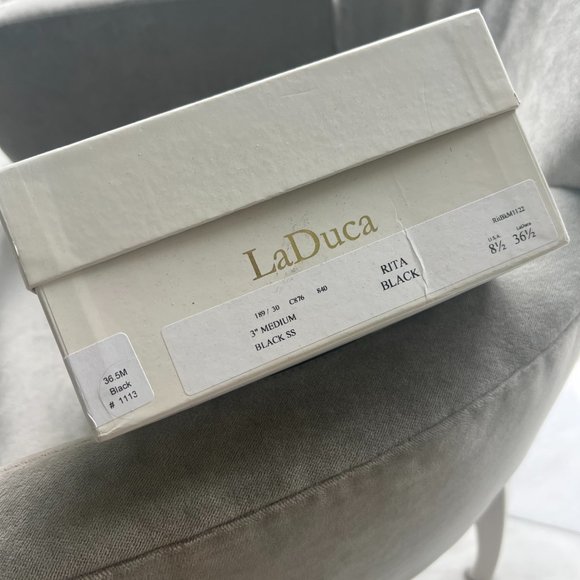 LaDuca
189 / 30 C876 840
3" MEDIUM
BLACK SS
RITA
BLACK
RitBkM1122
U.S.A. LaDuca
8½ 36½
36.5M
Black
# 1113